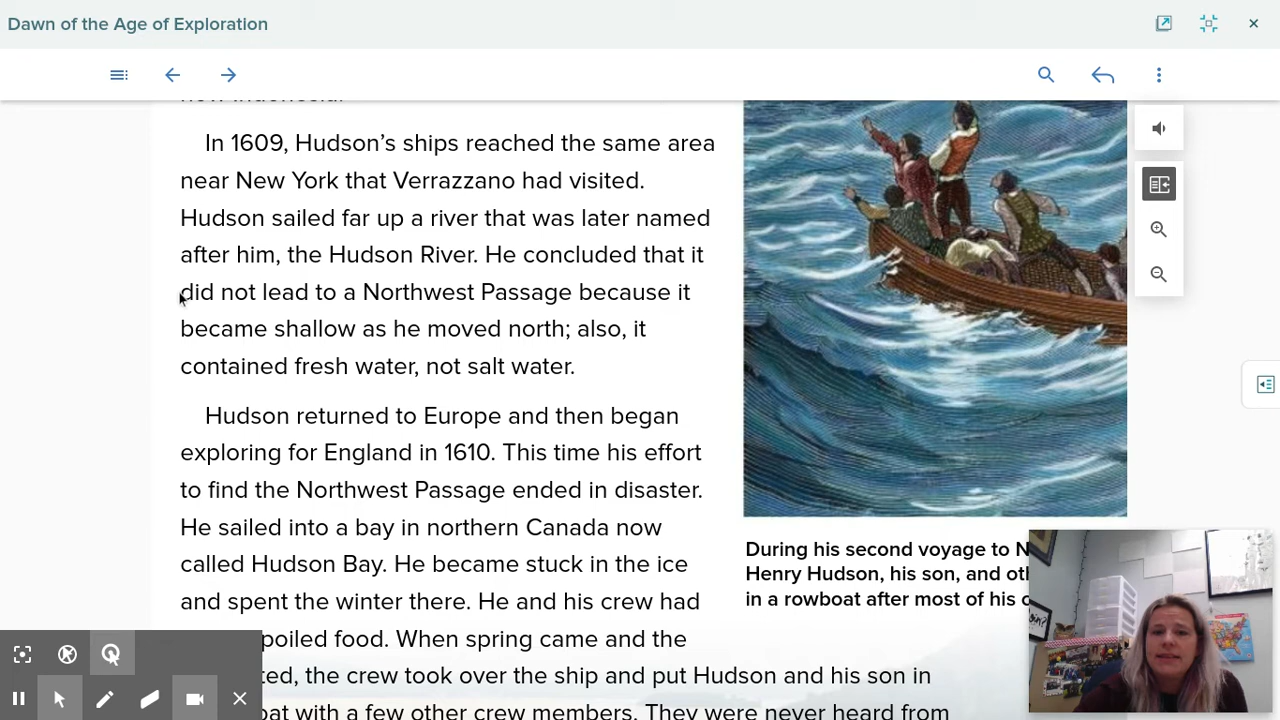 Dawn of the Age of Exploration
In 1609, Hudson’s ships reached the same area
near New York that Verrazzano had visited.
Hudson sailed far up a river that was later named
after him, the Hudson River. He concluded that it
did not lead to a Northwest Passage because it
became shallow as he moved north; also, it
contained fresh water, not salt water.
Hudson returned to Europe and then began
exploring for England in 1610. This time his effort
to find the Northwest Passage ended in disaster.
He sailed into a bay in northern Canada now
called Hudson Bay. He became stuck in the ice
and spent the winter there. He and his crew had
food. When spring came and the
the crew took over the ship and put Hudson and his son in
with a few other crew members. They were never heard from
During his second voyage to
Henry Hudson, his son, and
in a rowboat after most of his